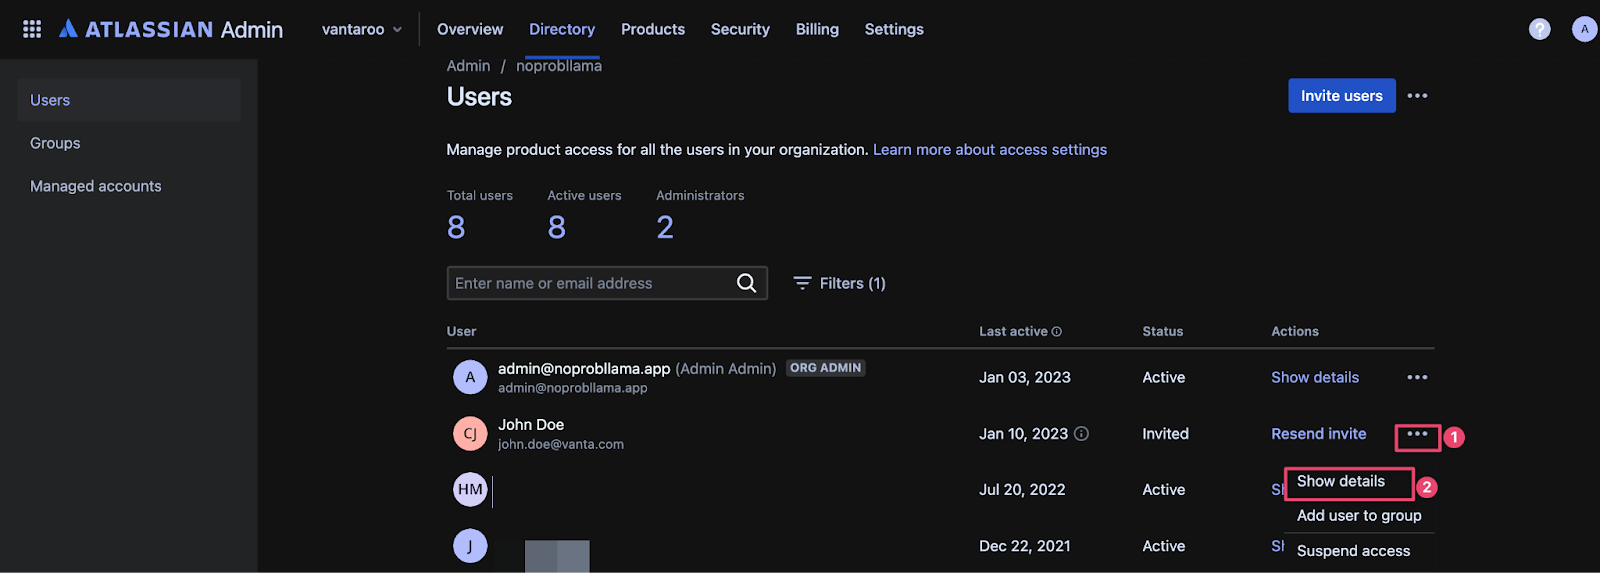 ATLASSIAN Admin vantaroo Overview Directory Products Security Billing Settings ? A
Users
Groups
Managed accounts
Admin / noprobllama
Users
Invite users
Manage product access for all the users in your organization. Learn more about access settings
Total users Active users Administrators
8 8 2
Enter name or email address Filters (1)
User Last active Status Actions
A admin@noprobllama.app (Admin Admin) ORG ADMIN Jan 03, 2023 Active Show details
admin@noprobllama.app
CJ John Doe Jan 10, 2023 Invited Resend invite 1
john.doe@vanta.com
HM Jul 20, 2022 Active Show details 2
Add user to group
J Dec 22, 2021 Active Suspend access